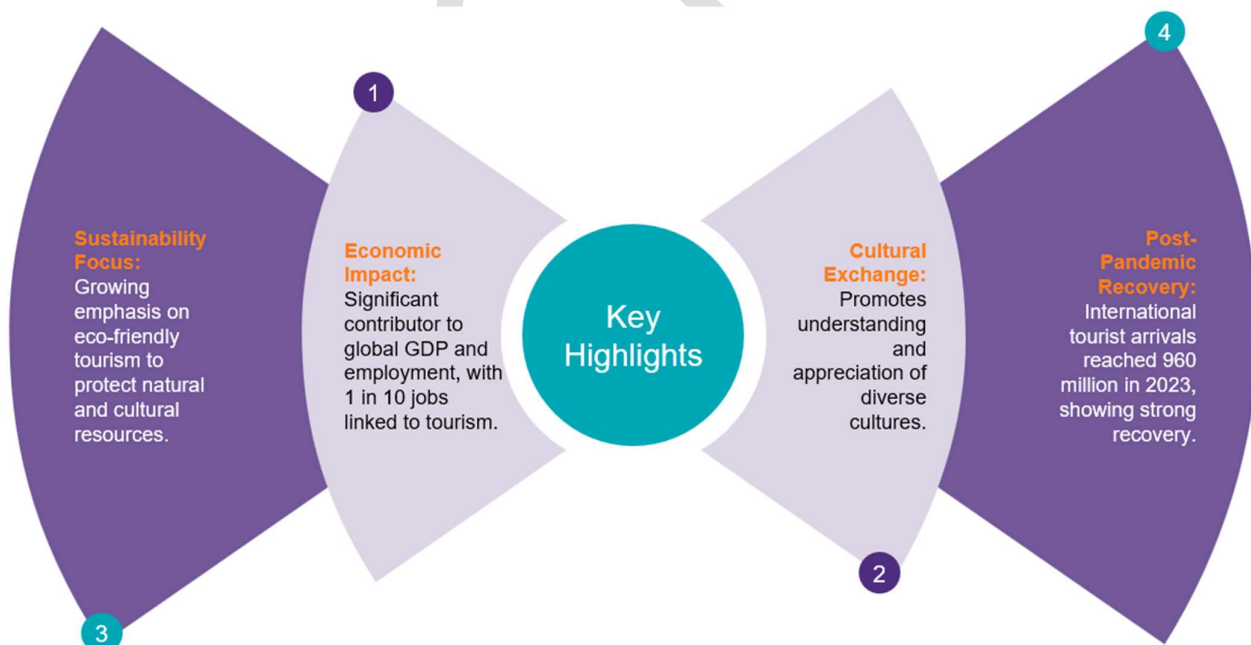 4
1
Sustainability
Focus:
Growing
emphasis on
eco-friendly
tourism to
protect natural
and cultural
resources.
Economic
Impact:
Significant
contributor to
global GDP and
employment, with
1 in 10 jobs
linked to tourism.
Key
Highlights
Cultural
Exchange:
Promotes
understanding
and
appreciation of
diverse
cultures.
Post-
Pandemic
Recovery:
International
tourist arrivals
reached 960
million in 2023,
showing strong
recovery.
2
3